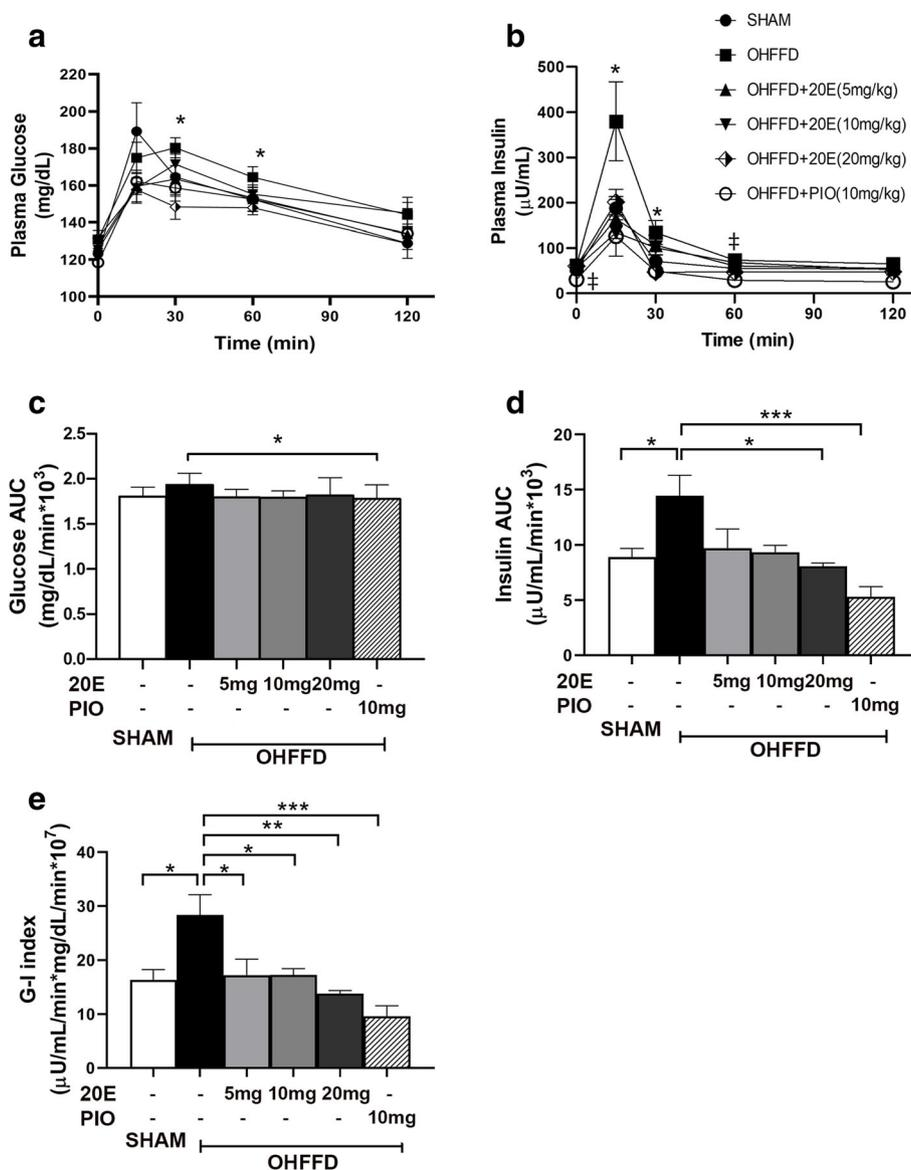 a
220
200
180
160
140
120
100
Plasma Glucose
(mg/dL)
*
*
0
30
60
90
120
Time (min)
b
500
400
300
200
100
0
Plasma Insulin
(μU/mL)
*
*
‡
‡
0
30
60
90
120
Time (min)
SHAM
OHFFD
OHFFD+20E(5mg/kg)
OHFFD+20E(10mg/kg)
OHFFD+20E(20mg/kg)
OHFFD+PIO(10mg/kg)
c
2.5
2.0
1.5
1.0
0.5
0.0
Glucose AUC
(mg/dL/min*10³)
*
20E - - 5mg 10mg 20mg -
PIO - - - - - 10mg
SHAM
OHFFD
d
20
15
10
5
0
Insulin AUC
(μU/mL/min*10³)
***
* *
20E - - 5mg 10mg 20mg -
PIO - - - - - 10mg
SHAM
OHFFD
e
40
30
20
10
0
G-I index
(μU/mL/min*mg/dL/min*10⁷)
***
**
*
* *
20E - - 5mg 10mg 20mg -
PIO - - - - - 10mg
SHAM
OHFFD